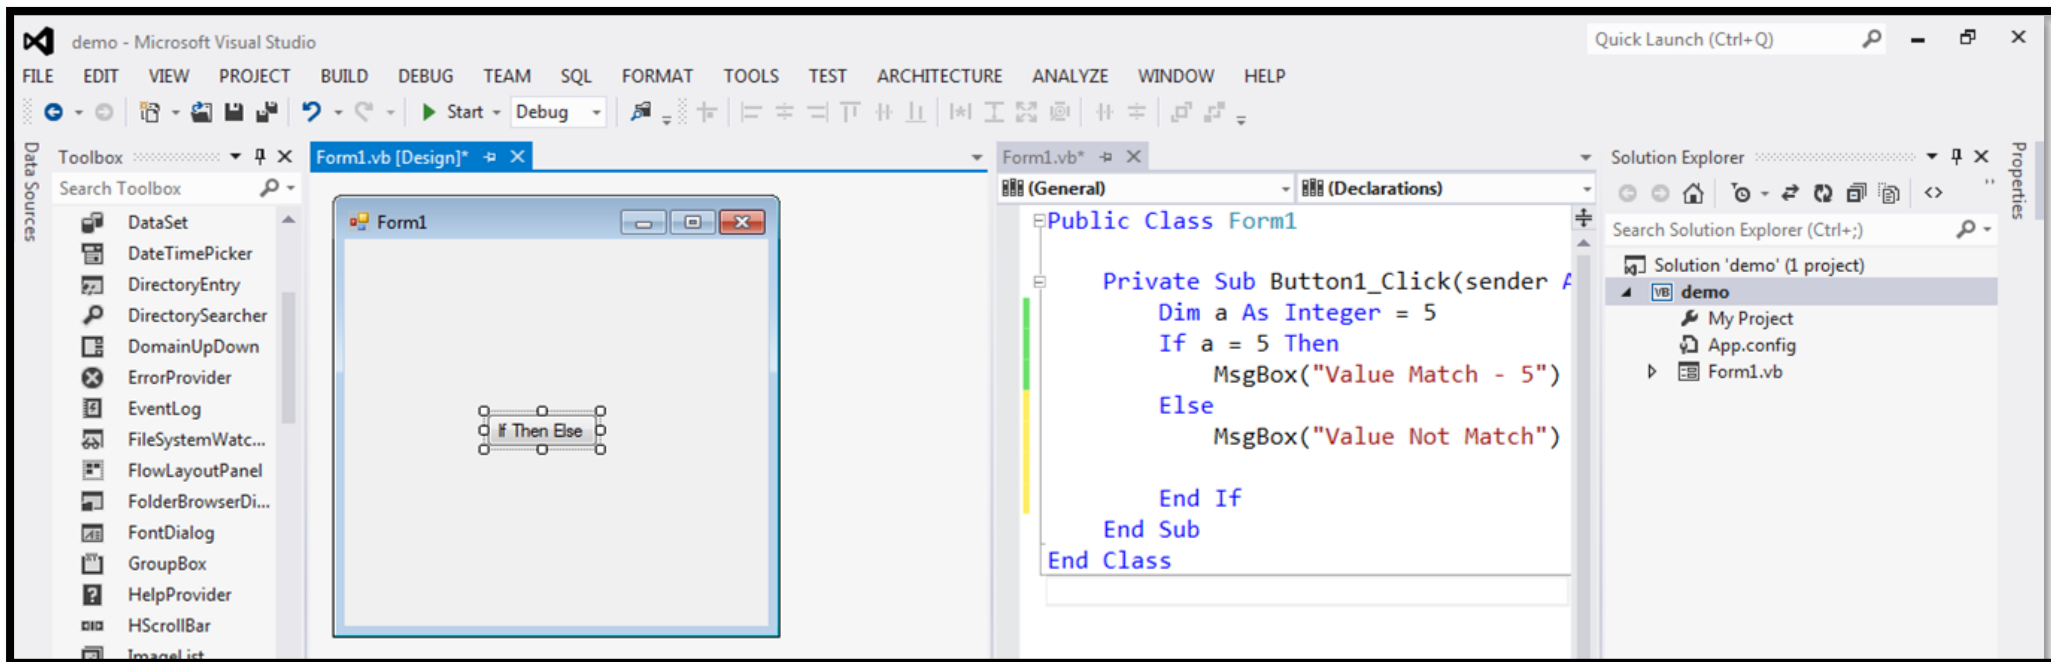 demo - Microsoft Visual Studio
Quick Launch (Ctrl+Q)
FILE EDIT VIEW PROJECT BUILD DEBUG TEAM SQL FORMAT TOOLS TEST ARCHITECTURE ANALYZE WINDOW HELP
Start Debug
Data Sources
Toolbox
Search Toolbox
DataSet
DateTimePicker
DirectoryEntry
DirectorySearcher
DomainUpDown
ErrorProvider
EventLog
FileSystemWatc...
FlowLayoutPanel
FolderBrowserDi...
FontDialog
GroupBox
HelpProvider
HScrollBar
ImageList
Form1.vb [Design]*
Form1
If Then Else
Form1.vb*
(General) (Declarations)
Public Class Form1
Private Sub Button1_Click(sender A
Dim a As Integer = 5
If a = 5 Then
MsgBox("Value Match - 5")
Else
MsgBox("Value Not Match")
End If
End Sub
End Class
Solution Explorer
Search Solution Explorer (Ctrl+;)
Solution 'demo' (1 project)
VB demo
My Project
App.config
Form1.vb
Properties